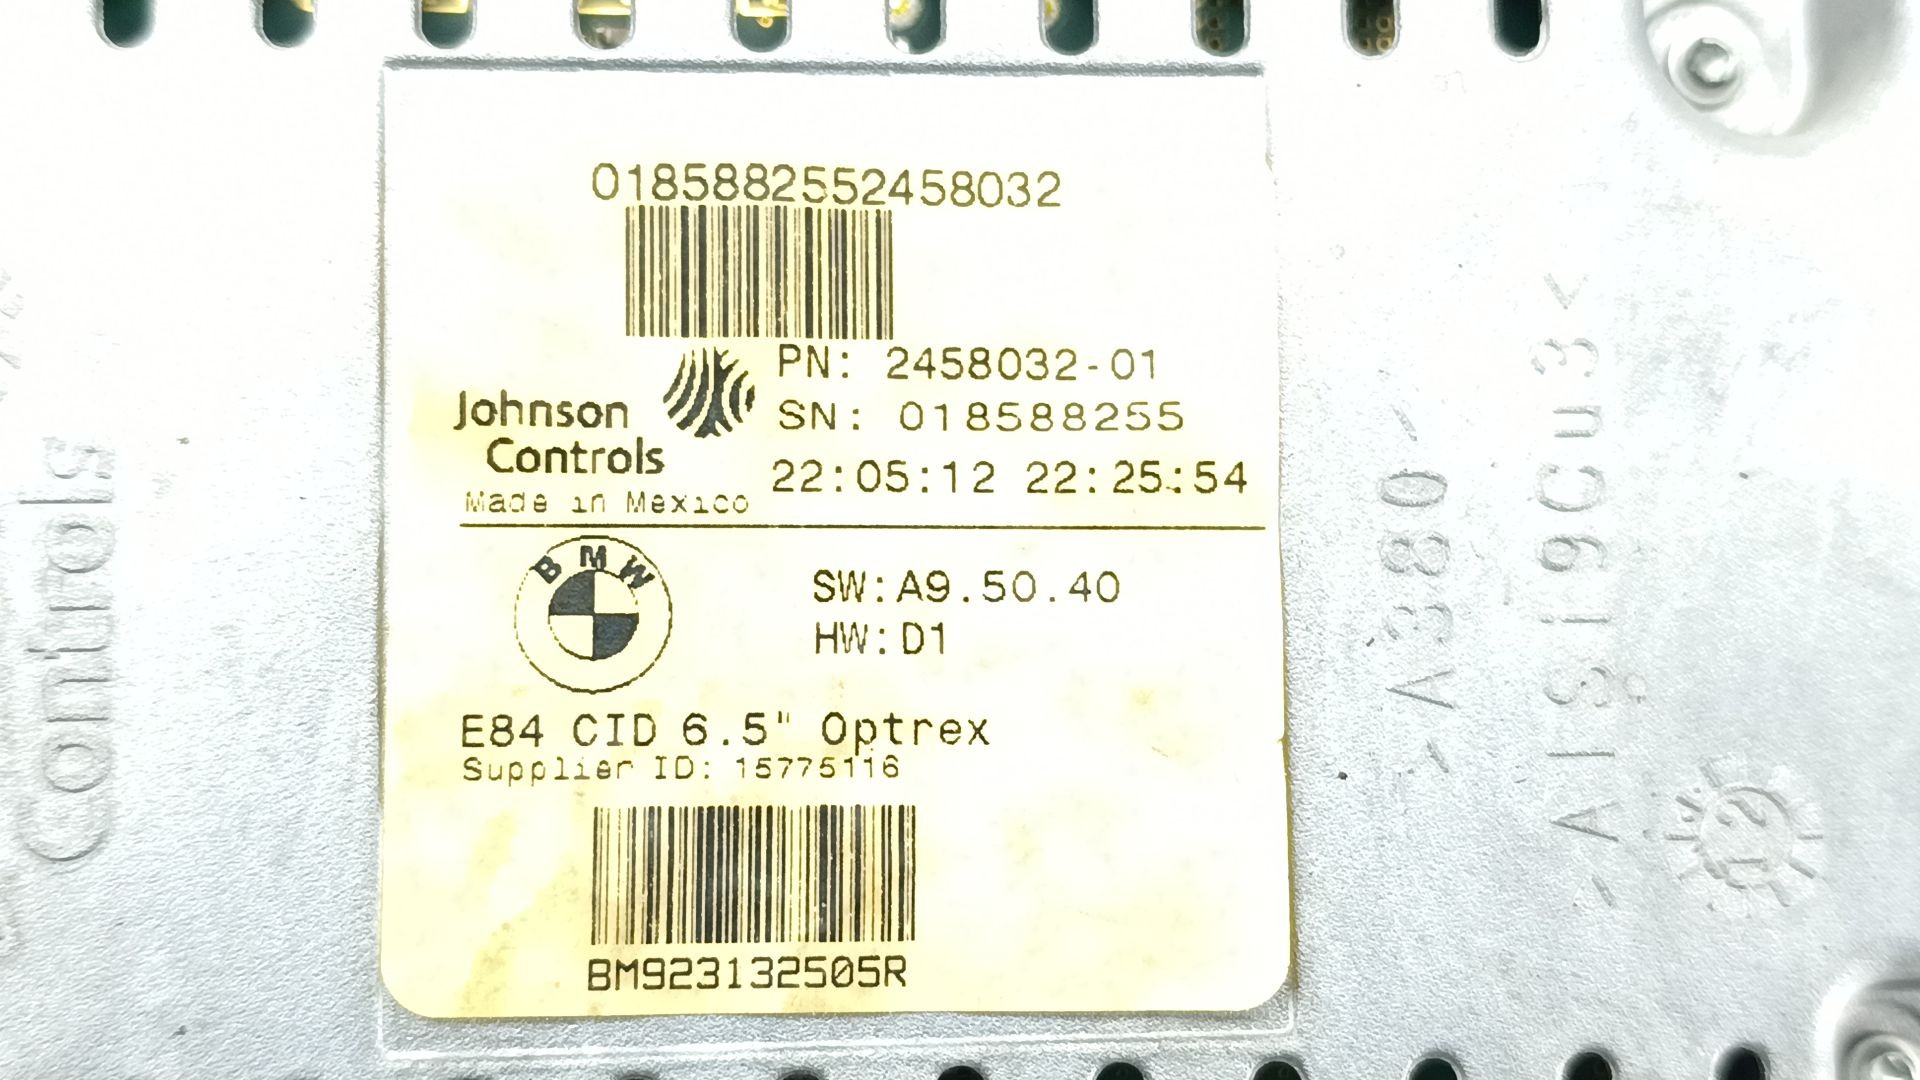 0185882552458032
PN: 2458032-01
Johnson
Controls
SN: 018588255
Made in Mexico
22:05:12 22:25:54
BMW
SW:A9.50.40
HW:D1
E84 CID 6.5" Optrex
Supplier ID: 15775116
BM923132505R
Controls
-A380-
>AlSi9Cu3<
12